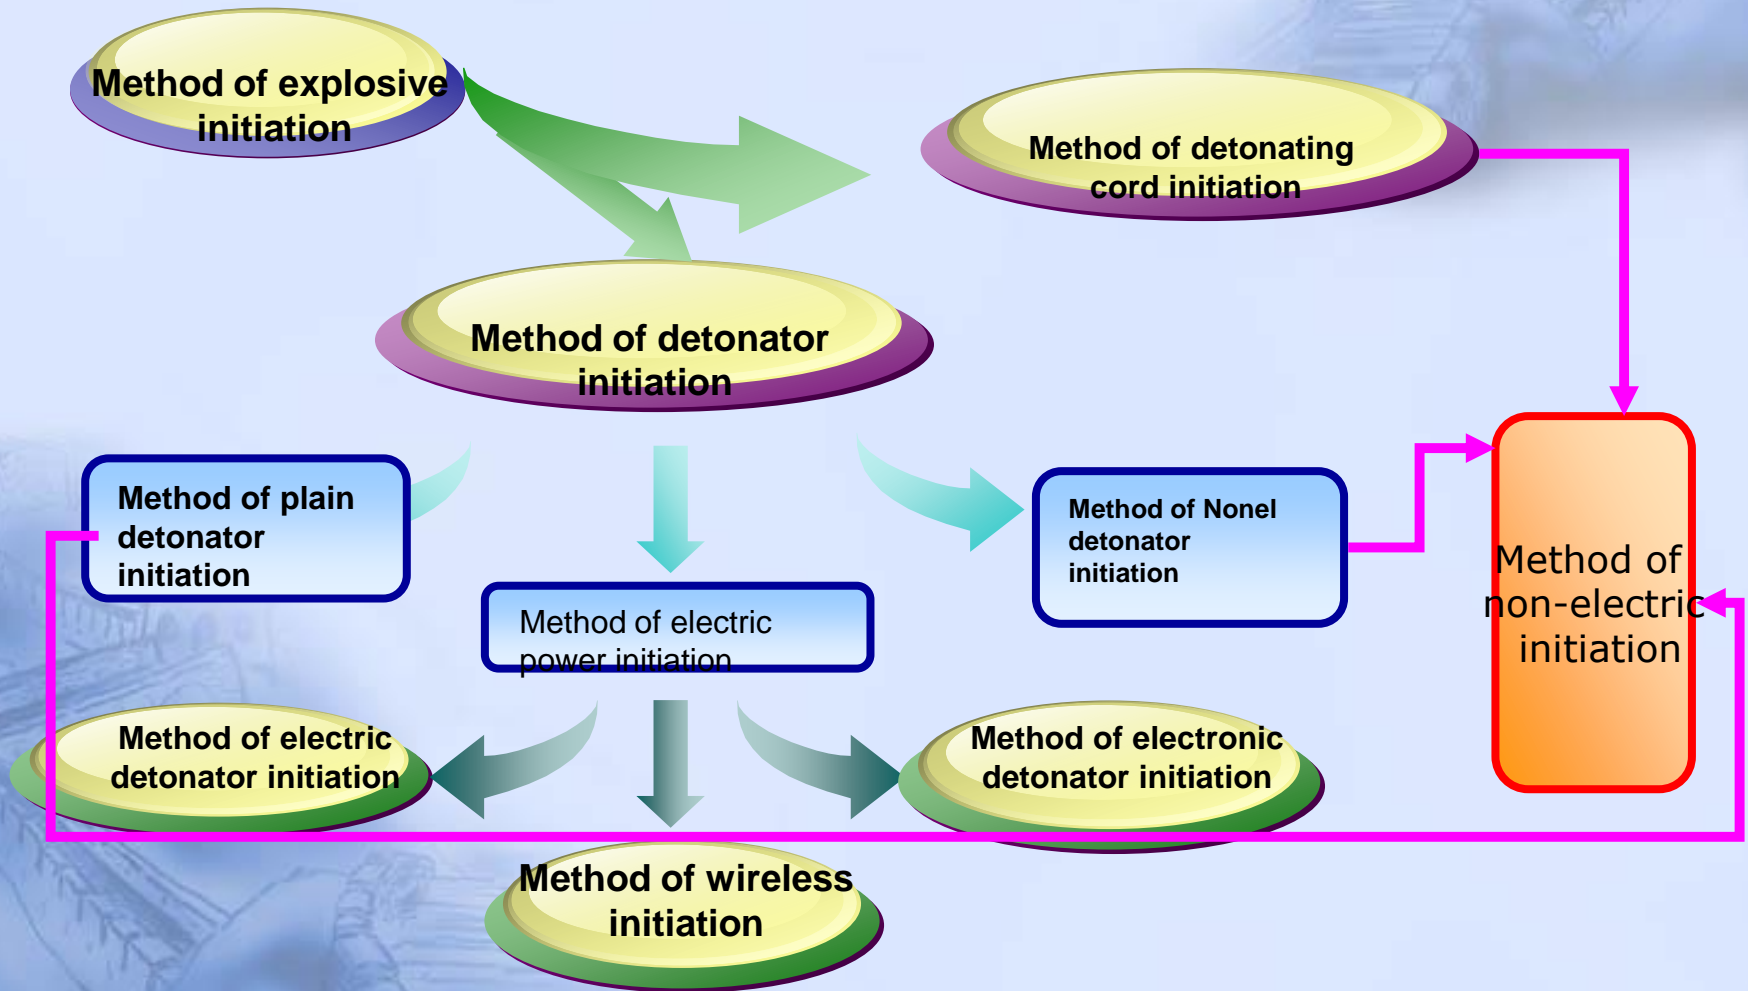 Method of explosive
initiation
Method of detonating
cord initiation
Method of detonator
initiation
Method of plain
detonator
initiation
Method of electric
power initiation
Method of Nonel
detonator
initiation
Method of
non-electric
initiation
Method of electric
detonator initiation
Method of electronic
detonator initiation
Method of wireless
initiation